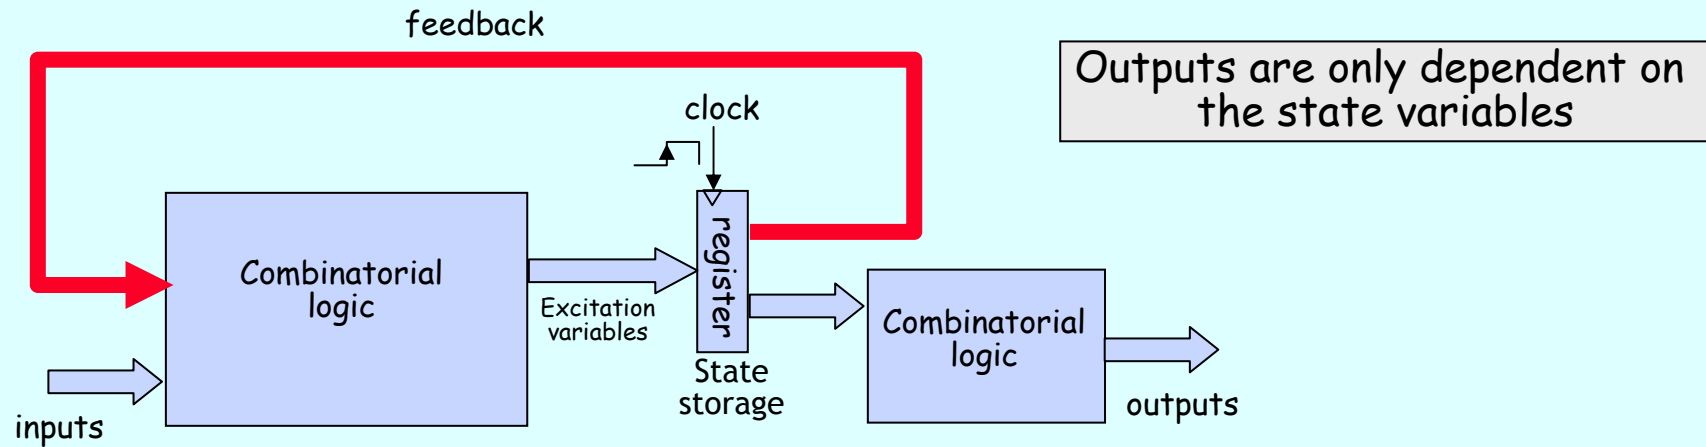 feedback
Outputs are only dependent on
the state variables
clock
register
Combinatorial
logic
Excitation
variables
Combinatorial
logic
State
storage
outputs
inputs